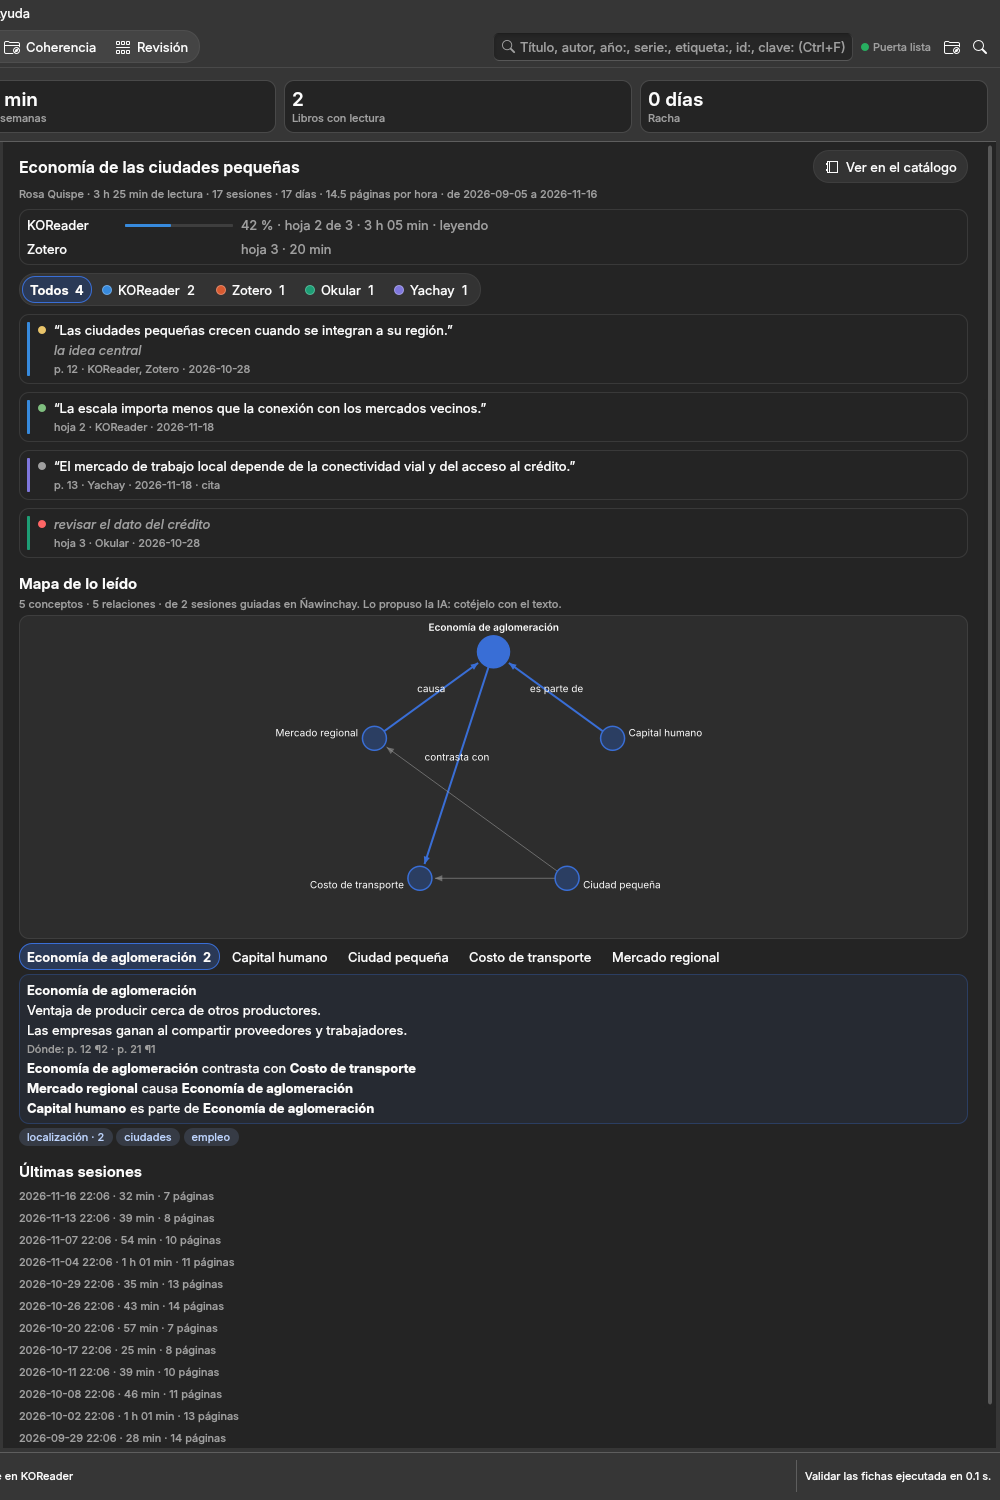 yuda
Coherencia
Revisión
Título, autor, año:, serie:, etiqueta:, id:, clave: (Ctrl+F)
Puerta lista
min
semanas
2
Libros con lectura
0 días
Racha
Economía de las ciudades pequeñas
Ver en el catálogo
Rosa Quispe · 3 h 25 min de lectura · 17 sesiones · 17 días · 14.5 páginas por hora · de 2026-09-05 a 2026-11-16
KOReader 42 % · hoja 2 de 3 · 3 h 05 min · leyendo
Zotero hoja 3 · 20 min
Todos 4 KOReader 2 Zotero 1 Okular 1 Yachay 1
“Las ciudades pequeñas crecen cuando se integran a su región.”
la idea central
p. 12 · KOReader, Zotero · 2026-10-28
“La escala importa menos que la conexión con los mercados vecinos.”
hoja 2 · KOReader · 2026-11-18
“El mercado de trabajo local depende de la conectividad vial y del acceso al crédito.”
p. 13 · Yachay · 2026-11-18 · cita
revisar el dato del crédito
hoja 3 · Okular · 2026-10-28
Mapa de lo leído
5 conceptos · 5 relaciones · de 2 sesiones guiadas en Ñawinchay. Lo propuso la IA: cotéjelo con el texto.
Economía de aglomeración
causa
es parte de
Mercado regional
Capital humano
contrasta con
Costo de transporte
Ciudad pequeña
Economía de aglomeración 2 Capital humano Ciudad pequeña Costo de transporte Mercado regional
Economía de aglomeración
Ventaja de producir cerca de otros productores.
Las empresas ganan al compartir proveedores y trabajadores.
Dónde: p. 12 ¶2 · p. 21 ¶1
Economía de aglomeración contrasta con Costo de transporte
Mercado regional causa Economía de aglomeración
Capital humano es parte de Economía de aglomeración
localización · 2 ciudades empleo
Últimas sesiones
2026-11-16 22:06 · 32 min · 7 páginas
2026-11-13 22:06 · 39 min · 8 páginas
2026-11-07 22:06 · 54 min · 10 páginas
2026-11-04 22:06 · 1 h 01 min · 11 páginas
2026-10-29 22:06 · 35 min · 13 páginas
2026-10-26 22:06 · 43 min · 14 páginas
2026-10-20 22:06 · 57 min · 7 páginas
2026-10-17 22:06 · 25 min · 8 páginas
2026-10-11 22:06 · 39 min · 10 páginas
2026-10-08 22:06 · 46 min · 11 páginas
2026-10-02 22:06 · 1 h 01 min · 13 páginas
2026-09-29 22:06 · 28 min · 14 páginas
en KOReader
Validar las fichas ejecutada en 0.1 s.